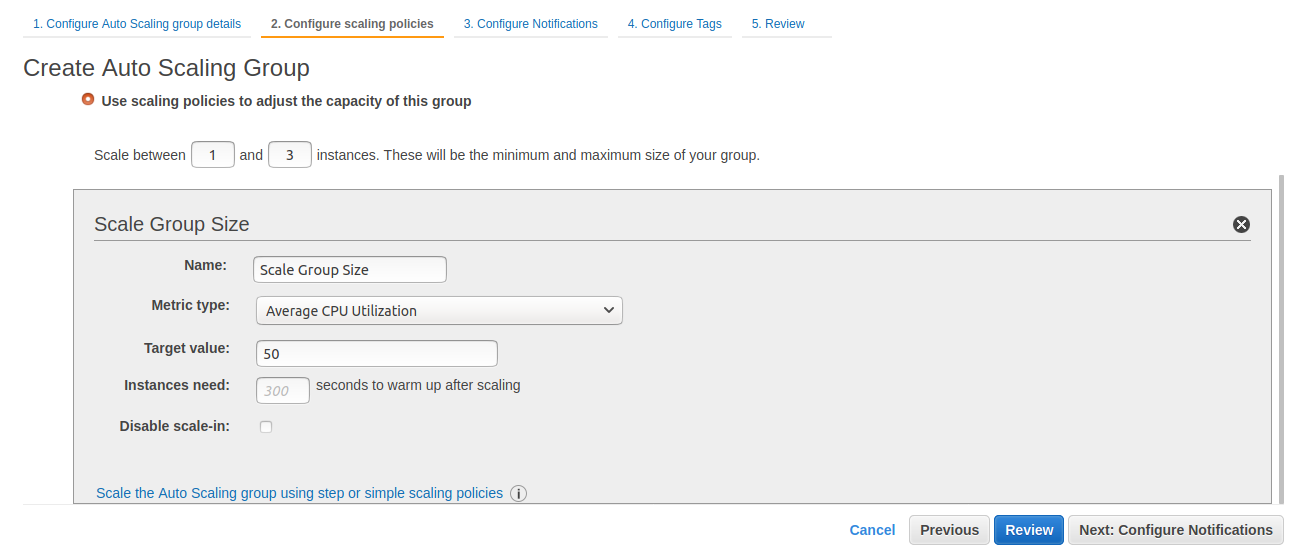 1. Configure Auto Scaling group details 2. Configure scaling policies 3. Configure Notifications 4. Configure Tags 5. Review
Create Auto Scaling Group
Use scaling policies to adjust the capacity of this group
Scale between 1 and 3 instances. These will be the minimum and maximum size of your group.
Scale Group Size
Name: Scale Group Size
Metric type: Average CPU Utilization
Target value: 50
Instances need: 300 seconds to warm up after scaling
Disable scale-in:
Scale the Auto Scaling group using step or simple scaling policies i
Cancel Previous Review Next: Configure Notifications